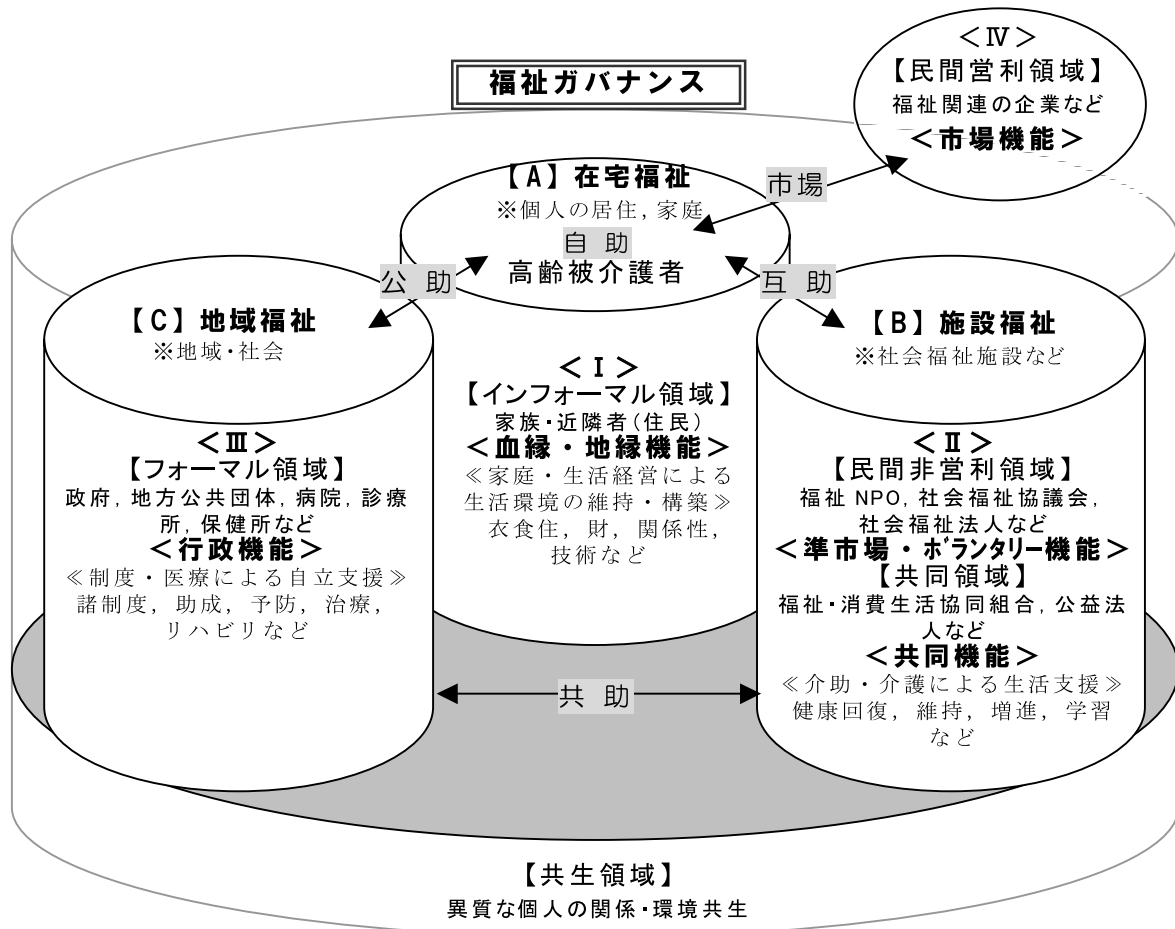 福祉ガバナンス
＜Ⅳ＞
【民間営利領域】
福祉関連の企業など
＜市場機能＞
市場
【A】在宅福祉
※個人の居住,家庭
自 助
高齢被介護者
公 助
互助
【C】地域福祉
※地域・社会
【B】施設福祉
※社会福祉施設など
＜Ⅰ＞
【インフォーマル領域】
家族・近隣者(住民)
＜血縁・地縁機能＞
≪家庭・生活経営による
生活環境の維持・構築≫
衣食住, 財, 関係性,
技術など
＜Ⅲ＞
【フォーマル領域】
政府, 地方公共団体, 病院, 診療
所, 保健所など
＜行政機能＞
≪制度・医療による自立支援≫
諸制度, 助成, 予防, 治療,
リハビリなど
＜Ⅱ＞
【民間非営利領域】
福祉 NPO, 社会福祉協議会,
社会福祉法人など
＜準市場・ボランタリー機能＞
【共同領域】
福祉・消費生活協同組合, 公益法
人など
＜共同機能＞
≪介助・介護による生活支援≫
健康回復, 維持, 増進, 学習
など
共 助
【共生領域】
異質な個人の関係・環境共生